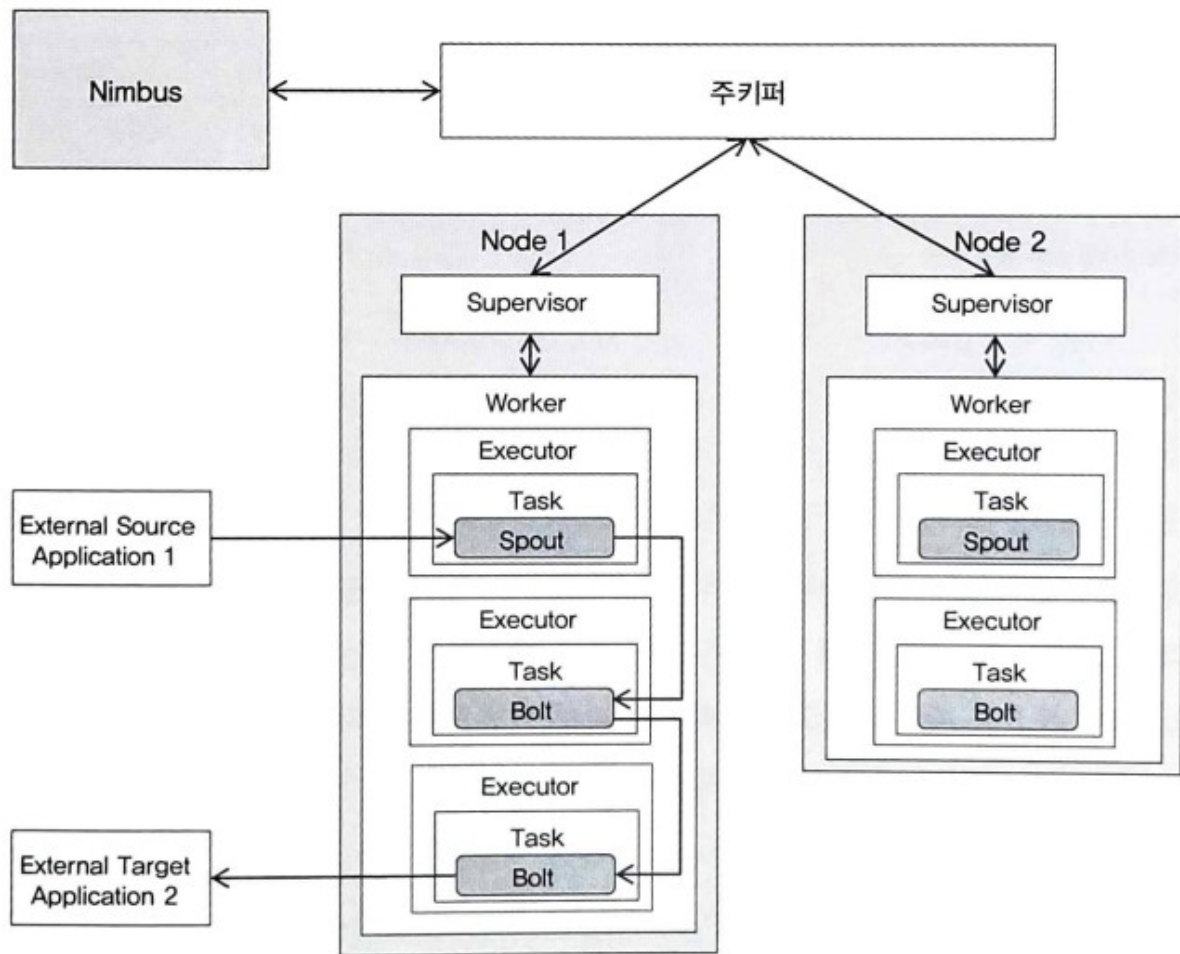 Nimbus
주키퍼
Node 1
Supervisor
Worker
Executor
Task
Spout
Executor
Task
Bolt
Executor
Task
Bolt
Node 2
Supervisor
Worker
Executor
Task
Spout
Executor
Task
Bolt
External Source
Application 1
External Target
Application 2